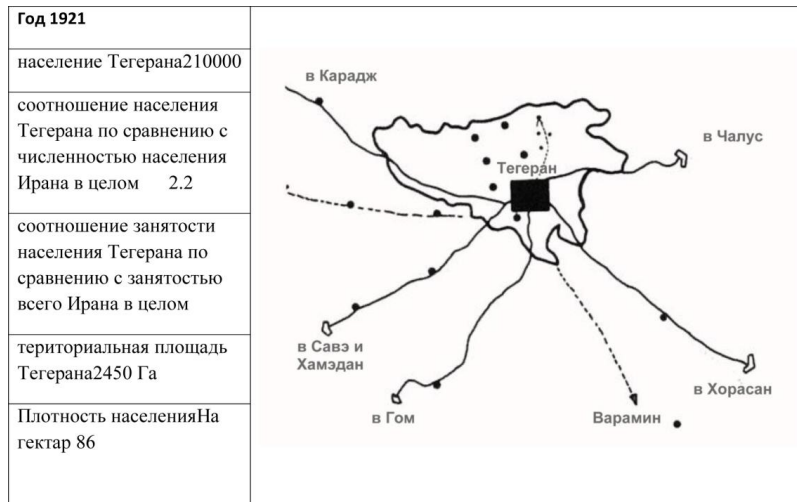 Год 1921
население Тегерана210000
соотношение населения
Тегерана по сравнению с
численностью населения
Ирана в целом 2.2
соотношение занятости
населения Тегерана по
сравнению с занятостью
всего Ирана в целом
териториальная площадь
Тегерана2450 Га
Плотность населенияНа
гектар 86
в Карадж
в Чалус
Тегеран
в Савэ и
Хамэдан
в Гом
Варамин
в Хорасан